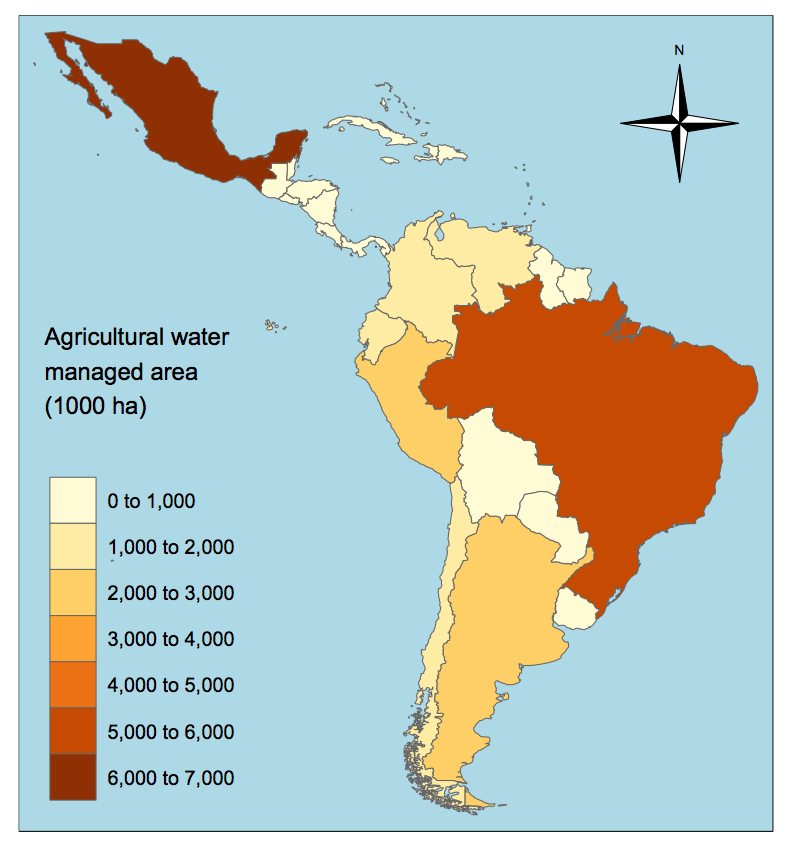 N
Agricultural water
managed area
(1000 ha)
0 to 1,000
1,000 to 2,000
2,000 to 3,000
3,000 to 4,000
4,000 to 5,000
5,000 to 6,000
6,000 to 7,000